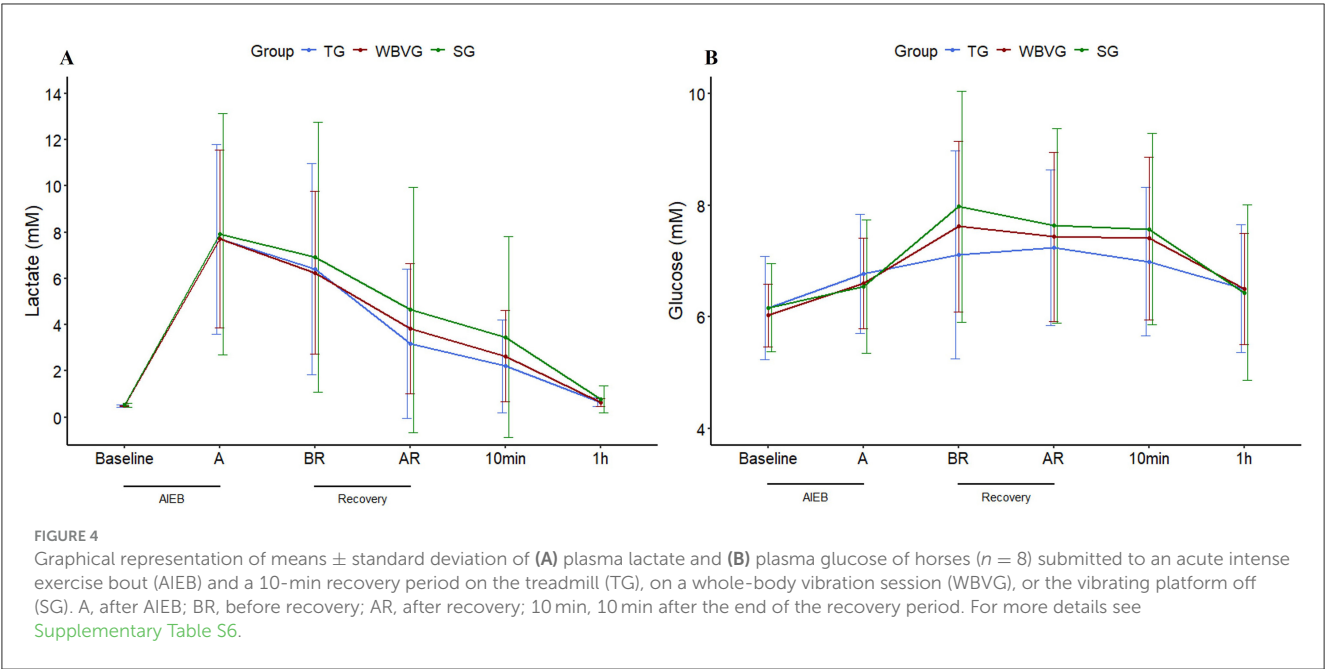 A
Group TG WBVG SG
14
12
10
8
6
4
2
0
Lactate (mM)
Baseline A BR AR 10min 1h
AIEB Recovery
B
Group TG WBVG SG
10
8
6
4
Glucose (mM)
Baseline A BR AR 10min 1h
AIEB Recovery
FIGURE 4
Graphical representation of means ± standard deviation of (A) plasma lactate and (B) plasma glucose of horses (n = 8) submitted to an acute intense
exercise bout (AIEB) and a 10-min recovery period on the treadmill (TG), on a whole-body vibration session (WBVG), or the vibrating platform off
(SG). A, after AIEB; BR, before recovery; AR, after recovery; 10 min, 10 min after the end of the recovery period. For more details see
Supplementary Table S6.